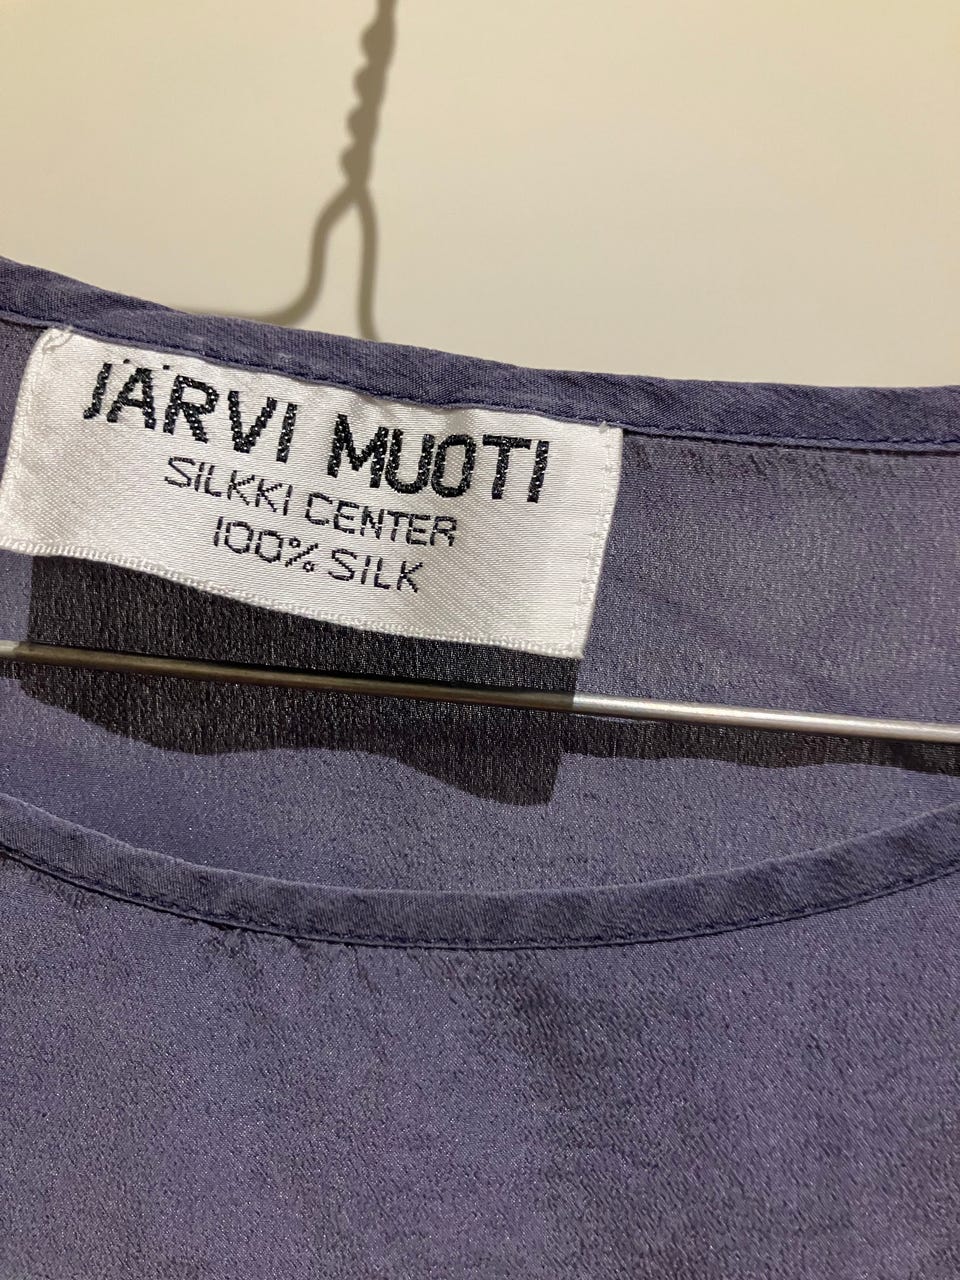 JÄRVI MUOTI
SILKKI CENTER
100% SILK